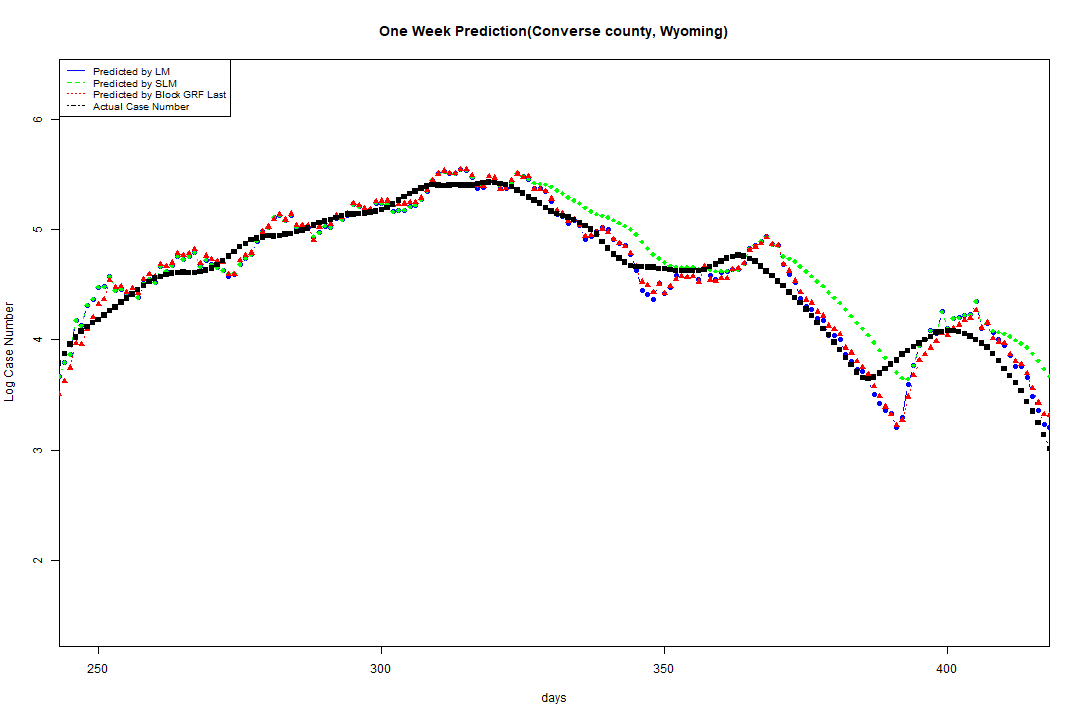 One Week Prediction(Converse county, Wyoming)
Predicted by LM
Predicted by SLM
Predicted by Block GRF Last
Actual Case Number
6
5
4
3
2
Log Case Number
250 300 350 400
days